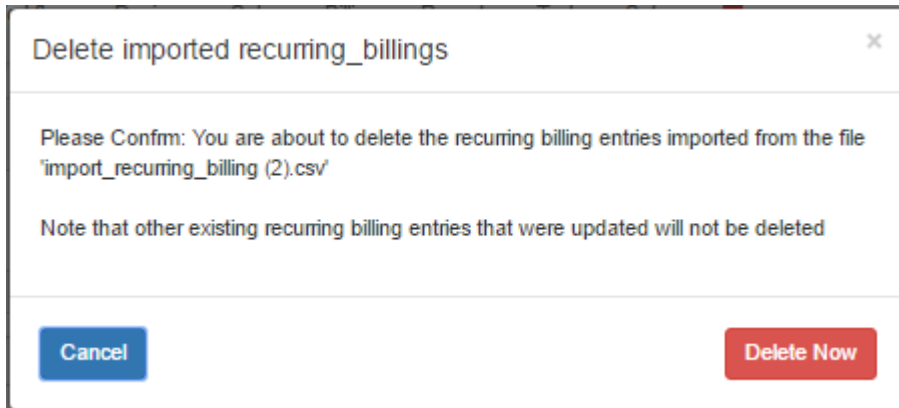 Delete imported recurring_billings
×
Please Confrm: You are about to delete the recurring billing entries imported from the file
'import_recurring_billing (2).csv'
Note that other existing recurring billing entries that were updated will not be deleted
Cancel
Delete Now